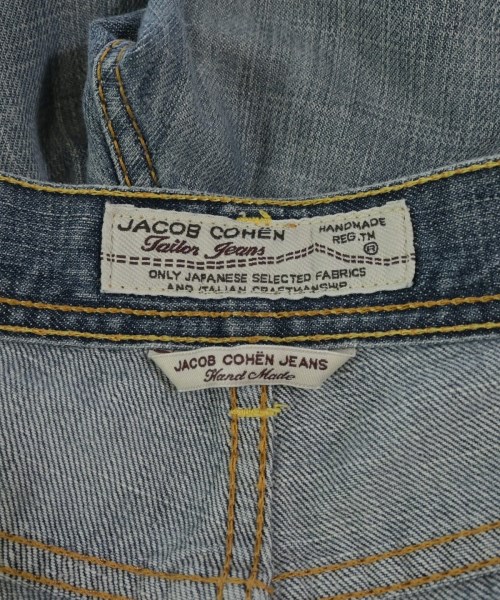 JACOB COHËN
Tailor Jeans
HANDMADE
REG.TM
®
ONLY JAPANESE SELECTED FABRICS
AND ITALIAN CRAFTMANSHIP
JACOB COHËN JEANS
Hand Made